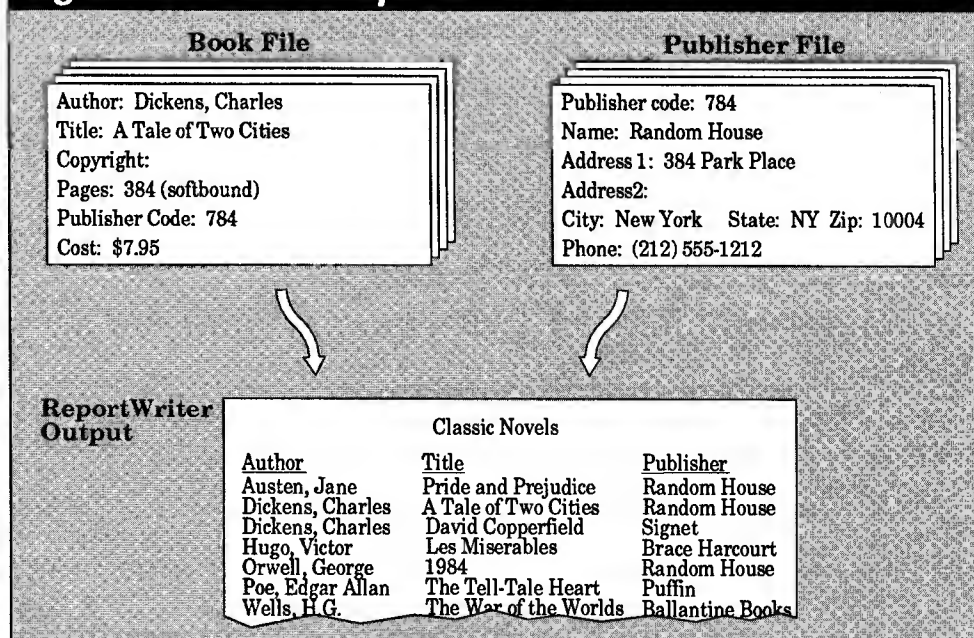 Book File
Author: Dickens, Charles
Title: A Tale of Two Cities
Copyright:
Pages: 384 (softbound)
Publisher Code: 784
Cost: $7.95
Publisher File
Publisher code: 784
Name: Random House
Address 1: 384 Park Place
Address2:
City: New York State: NY Zip: 10004
Phone: (212) 555-1212
ReportWriter
Output
Classic Novels
Author Title Publisher
Austen, Jane Pride and Prejudice Random House
Dickens, Charles A Tale of Two Cities Random House
Dickens, Charles David Copperfield Signet
Hugo, Victor Les Miserables Brace Harcourt
Orwell, George 1984 Random House
Poe, Edgar Allan The Tell-Tale Heart Puffin
Wells, H.G. The War of the Worlds Ballantine Books